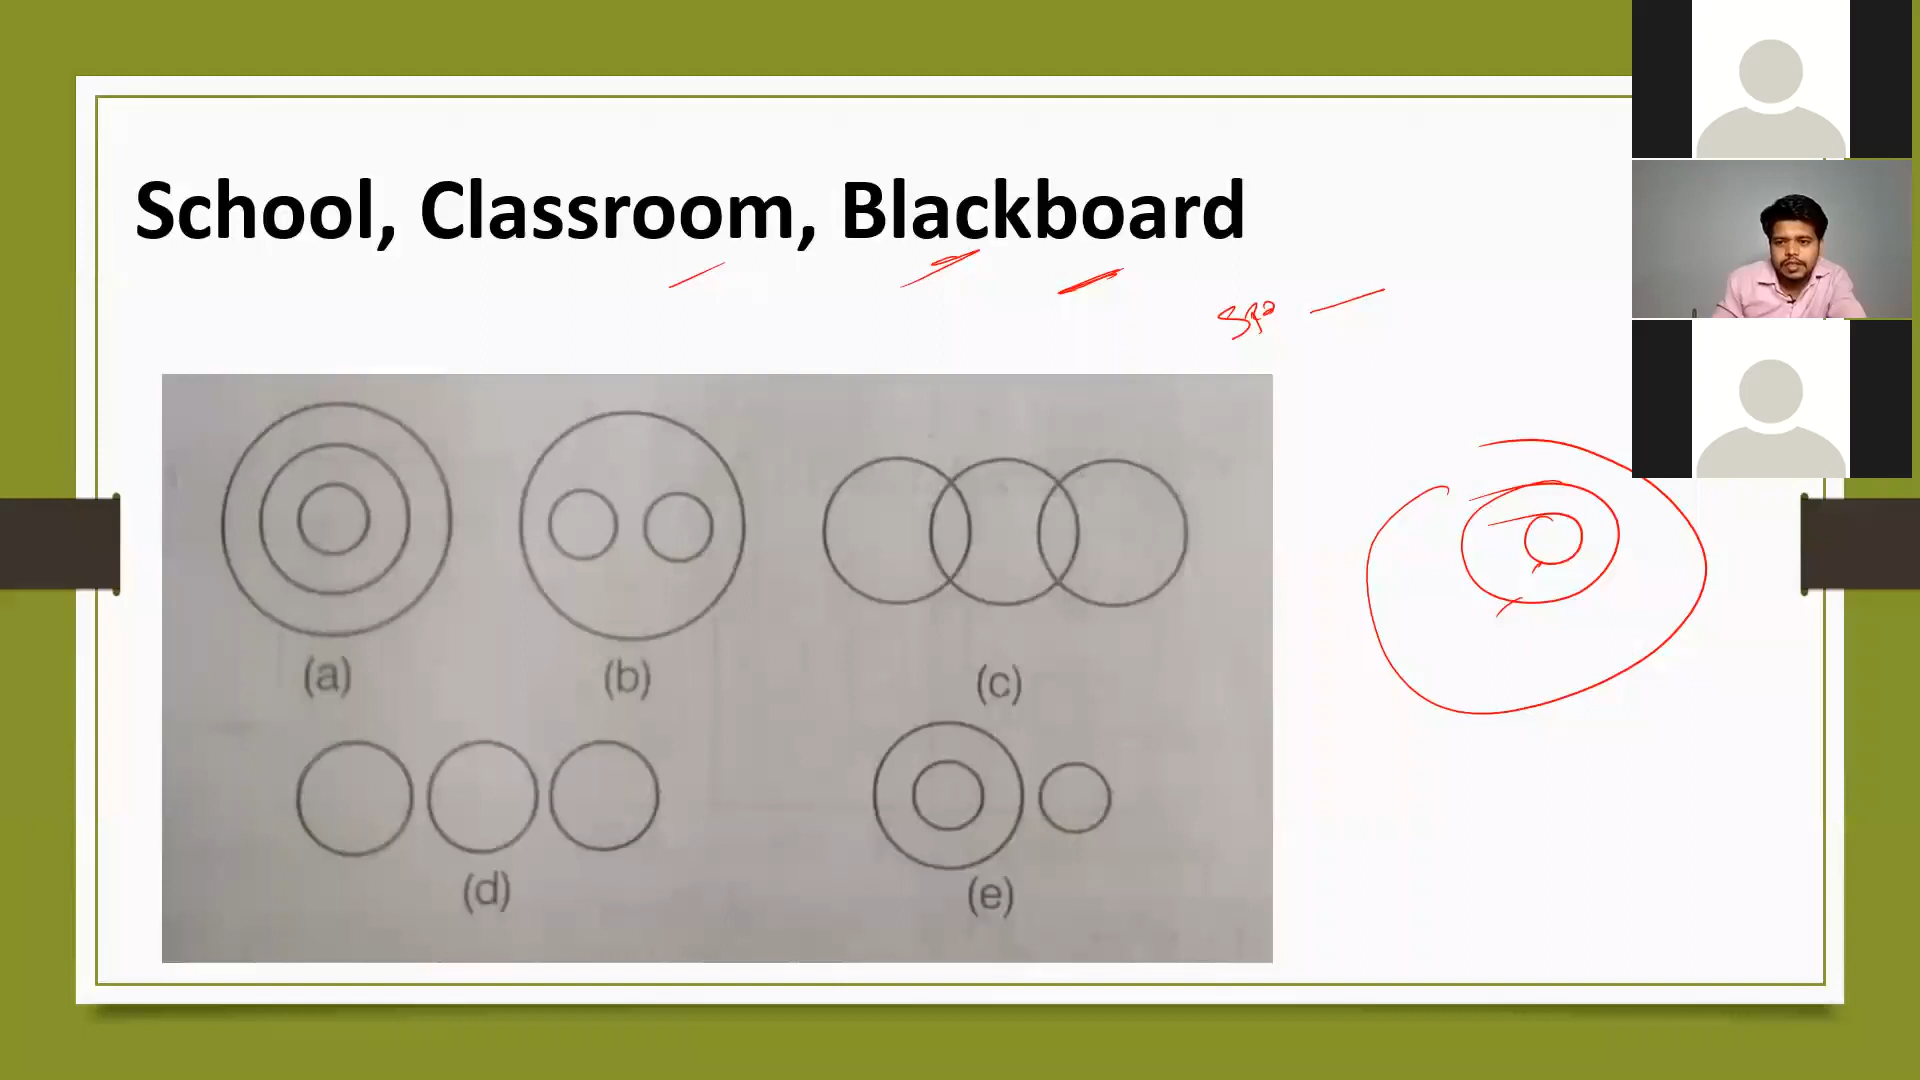 School, Classroom, Blackboard
(a)
(b)
(c)
(d)
(e)